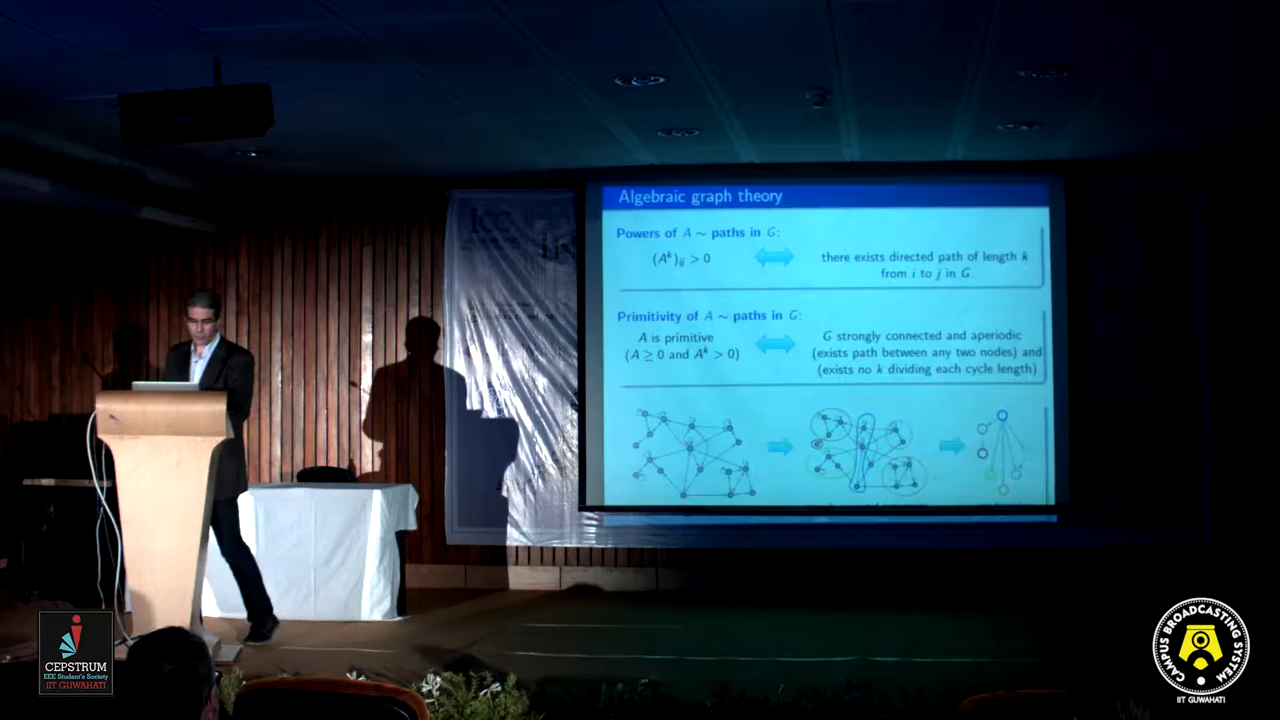 Algebraic graph theory
Powers of A ~ paths in G:
(A^k)_ij > 0
there exists directed path of length k
from i to j in G
Primitivity of A ~ paths in G:
A is primitive
(A ≥ 0 and A^k > 0)
G strongly connected and aperiodic
(exists path between any two nodes) and
(exists no k dividing each cycle length)
icc
CEPSTRUM
EEE Student's Society
IIT GUWAHATI
CAMPUS BROADCASTING SYSTEM
IIT GUWAHATI